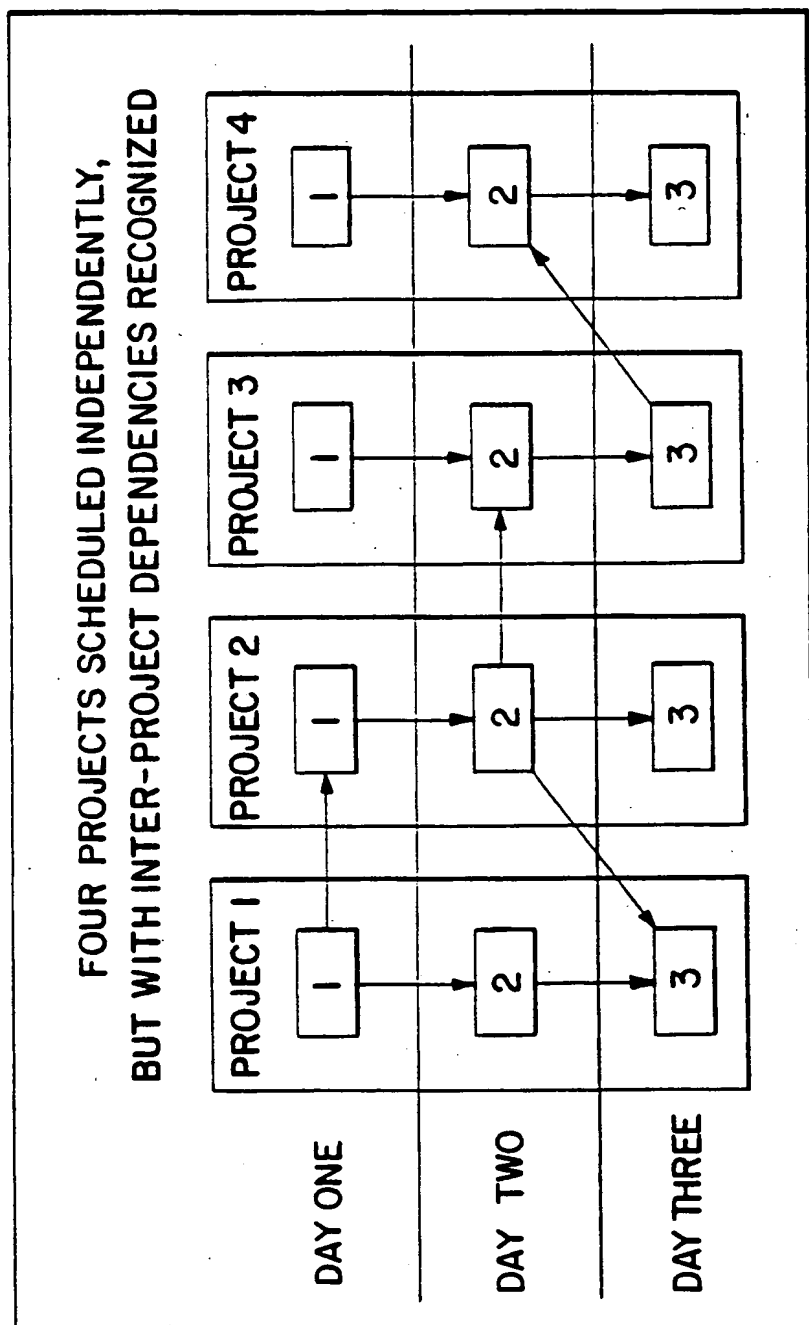 FOUR PROJECTS SCHEDULED INDEPENDENTLY,
BUT WITH INTER-PROJECT DEPENDENCIES RECOGNIZED
PROJECT 1
PROJECT 2
PROJECT 3
PROJECT 4
DAY ONE
1
1
1
1
DAY TWO
2
2
2
2
DAY THREE
3
3
3
3